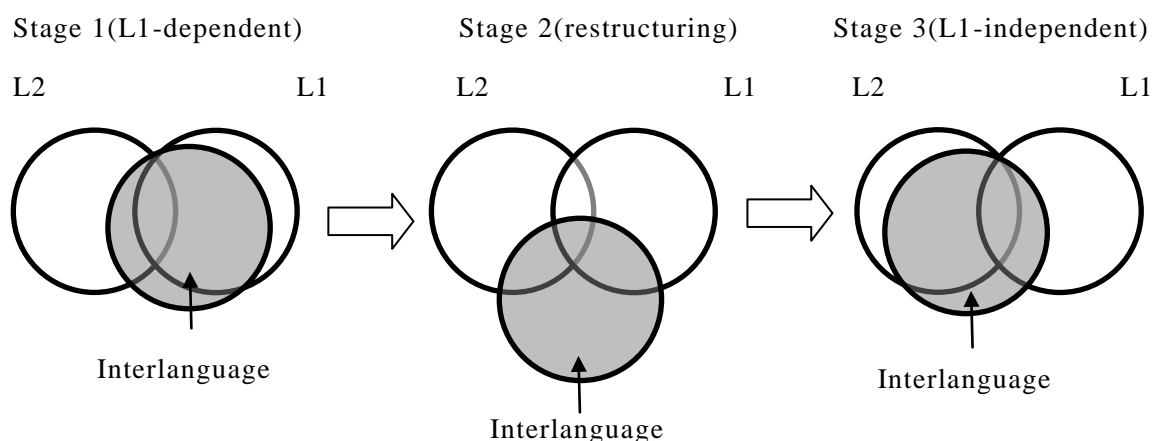 Stage 1(L1-dependent)
Stage 2(restructuring)
Stage 3(L1-independent)
L2
L1
L2
L1
L2
L1
Interlanguage
Interlanguage
Interlanguage